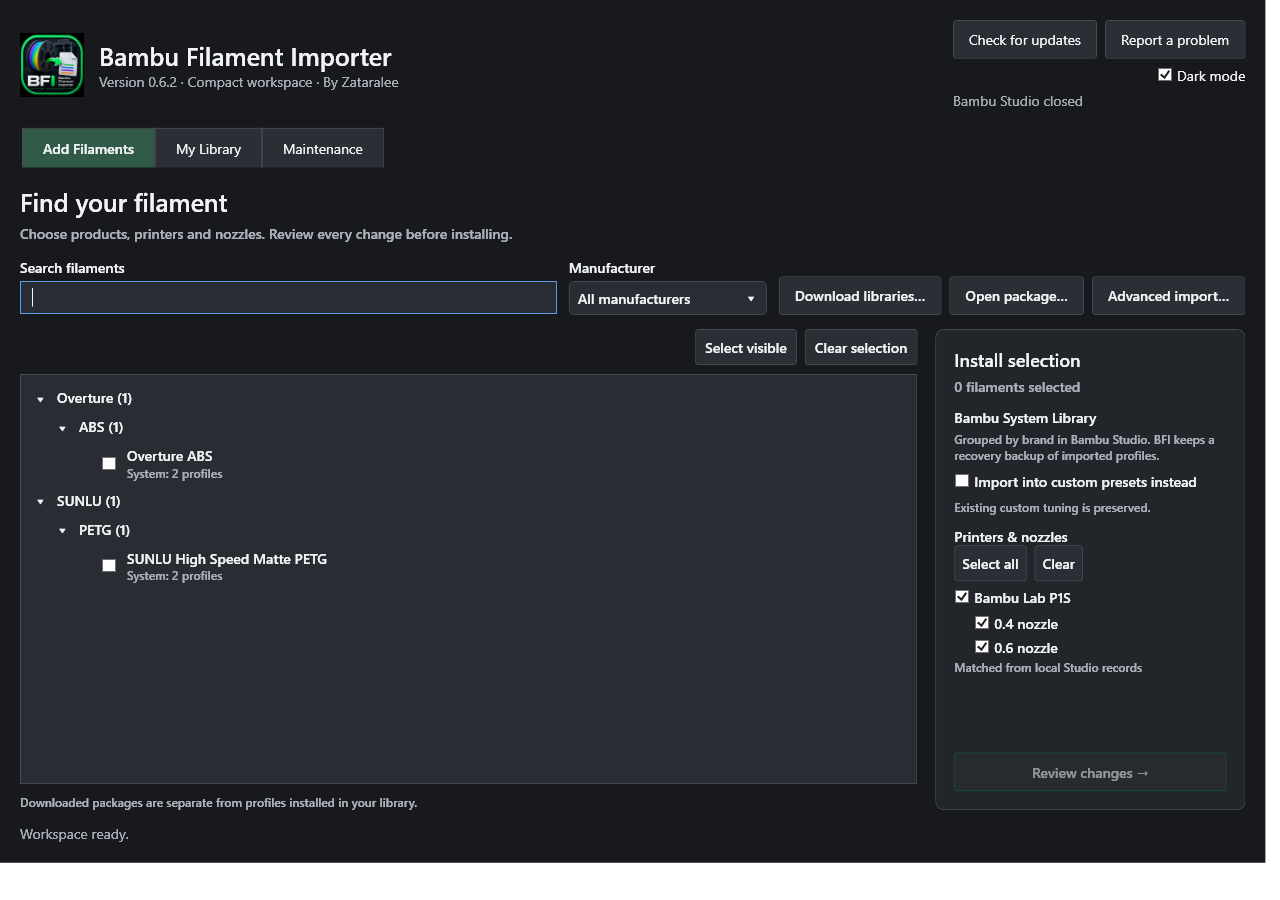 Check for updates
Report a problem
BFI
Bambu Filament Importer
Version 0.6.2 · Compact workspace · By Zataralee
Dark mode
Bambu Studio closed
Add Filaments
My Library
Maintenance
Find your filament
Choose products, printers and nozzles. Review every change before installing.
Search filaments
Manufacturer
All manufacturers
Download libraries...
Open package...
Advanced import...
Select visible
Clear selection
Overture (1)
ABS (1)
Overture ABS
System: 2 profiles
SUNLU (1)
PETG (1)
SUNLU High Speed Matte PETG
System: 2 profiles
Install selection
0 filaments selected
Bambu System Library
Grouped by brand in Bambu Studio. BFI keeps a
recovery backup of imported profiles.
Import into custom presets instead
Existing custom tuning is preserved.
Printers & nozzles
Select all
Clear
Bambu Lab P1S
0.4 nozzle
0.6 nozzle
Matched from local Studio records
Review changes →
Downloaded packages are separate from profiles installed in your library.
Workspace ready.